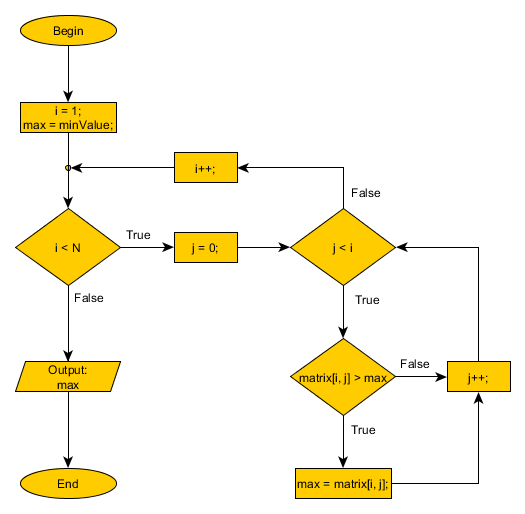 Begin
i = 1;
max = minValue;
i++;
False
i < N
True
j = 0;
j < i
False
True
Output:
max
matrix[i, j] > max
False
j++;
True
End
max = matrix[i, j];